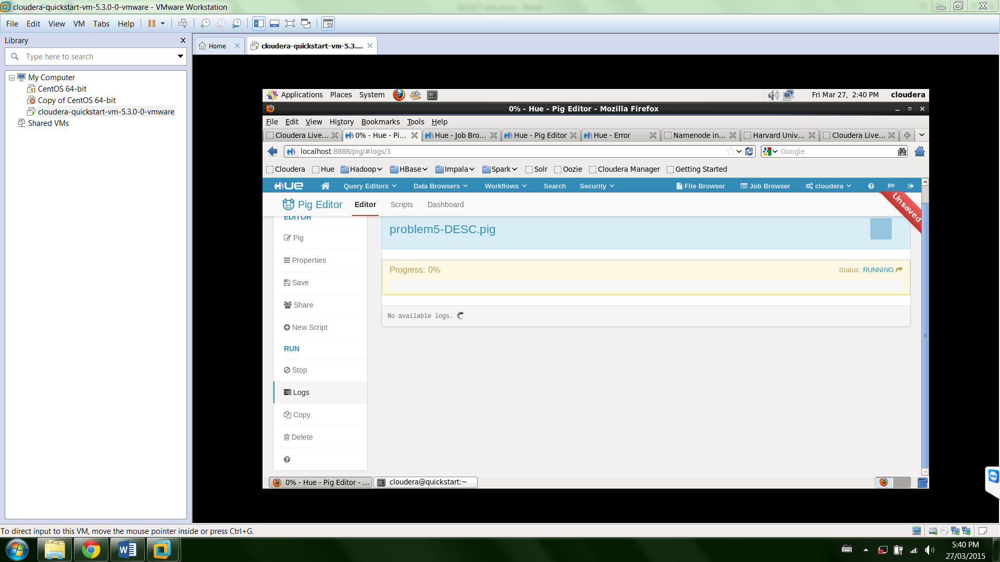 cloudera-quickstart-vm-5.3.0-0-vmware - VMware Workstation
File Edit View VM Tabs Help
Library
Type here to search
My Computer
CentOS 64-bit
Copy of CentOS 64-bit
cloudera-quickstart-vm-5.3.0-0-vmware
Shared VMs
Home
cloudera-quickstart-vm-5.3....
Applications Places System
Fri Mar 27, 2:40 PM cloudera
0% - Hue - Pig Editor - Mozilla Firefox
File Edit View History Bookmarks Tools Help
Cloudera Live... 0% - Hue - Pi... Hue - Job Bro... Hue - Pig Editor Hue - Error Namenode in... Harvard Univ... Cloudera Live...
localhost:8888/pig/#logs/3
Google
Cloudera Hue Hadoop HBase Impala Spark Solr Oozie Cloudera Manager Getting Started
HUE Query Editors Data Browsers Workflows Search Security File Browser Job Browser cloudera
Pig Editor Editor Scripts Dashboard
Unsaved
EDITOR
Pig
Properties
Save
Share
New Script
RUN
Stop
Logs
Copy
Delete
problem5-DESC.pig
Progress: 0%
Status: RUNNING
No available logs.
0% - Hue - Pig Editor - ...
cloudera@quickstart:~
To direct input to this VM, move the mouse pointer inside or press Ctrl+G.
5:40 PM
27/03/2015